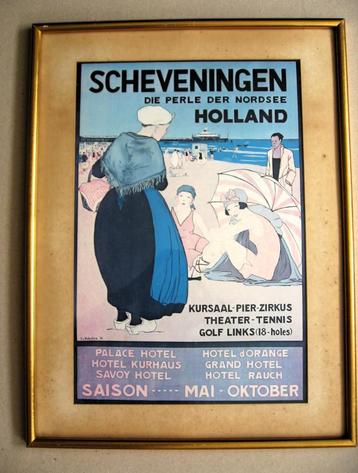 SCHEVENINGEN
DIE PERLE DER NORDSEE
HOLLAND
KURSAAL-PIER-ZIRKUS
THEATER-TENNIS
GOLF LINKS (18-holes)
PALACE HOTEL
HOTEL KURHAUS
SAVOY HOTEL
HOTEL d'ORANGE
GRAND HOTEL
HOTEL RAUCH
SAISON ----- MAI - OKTOBER